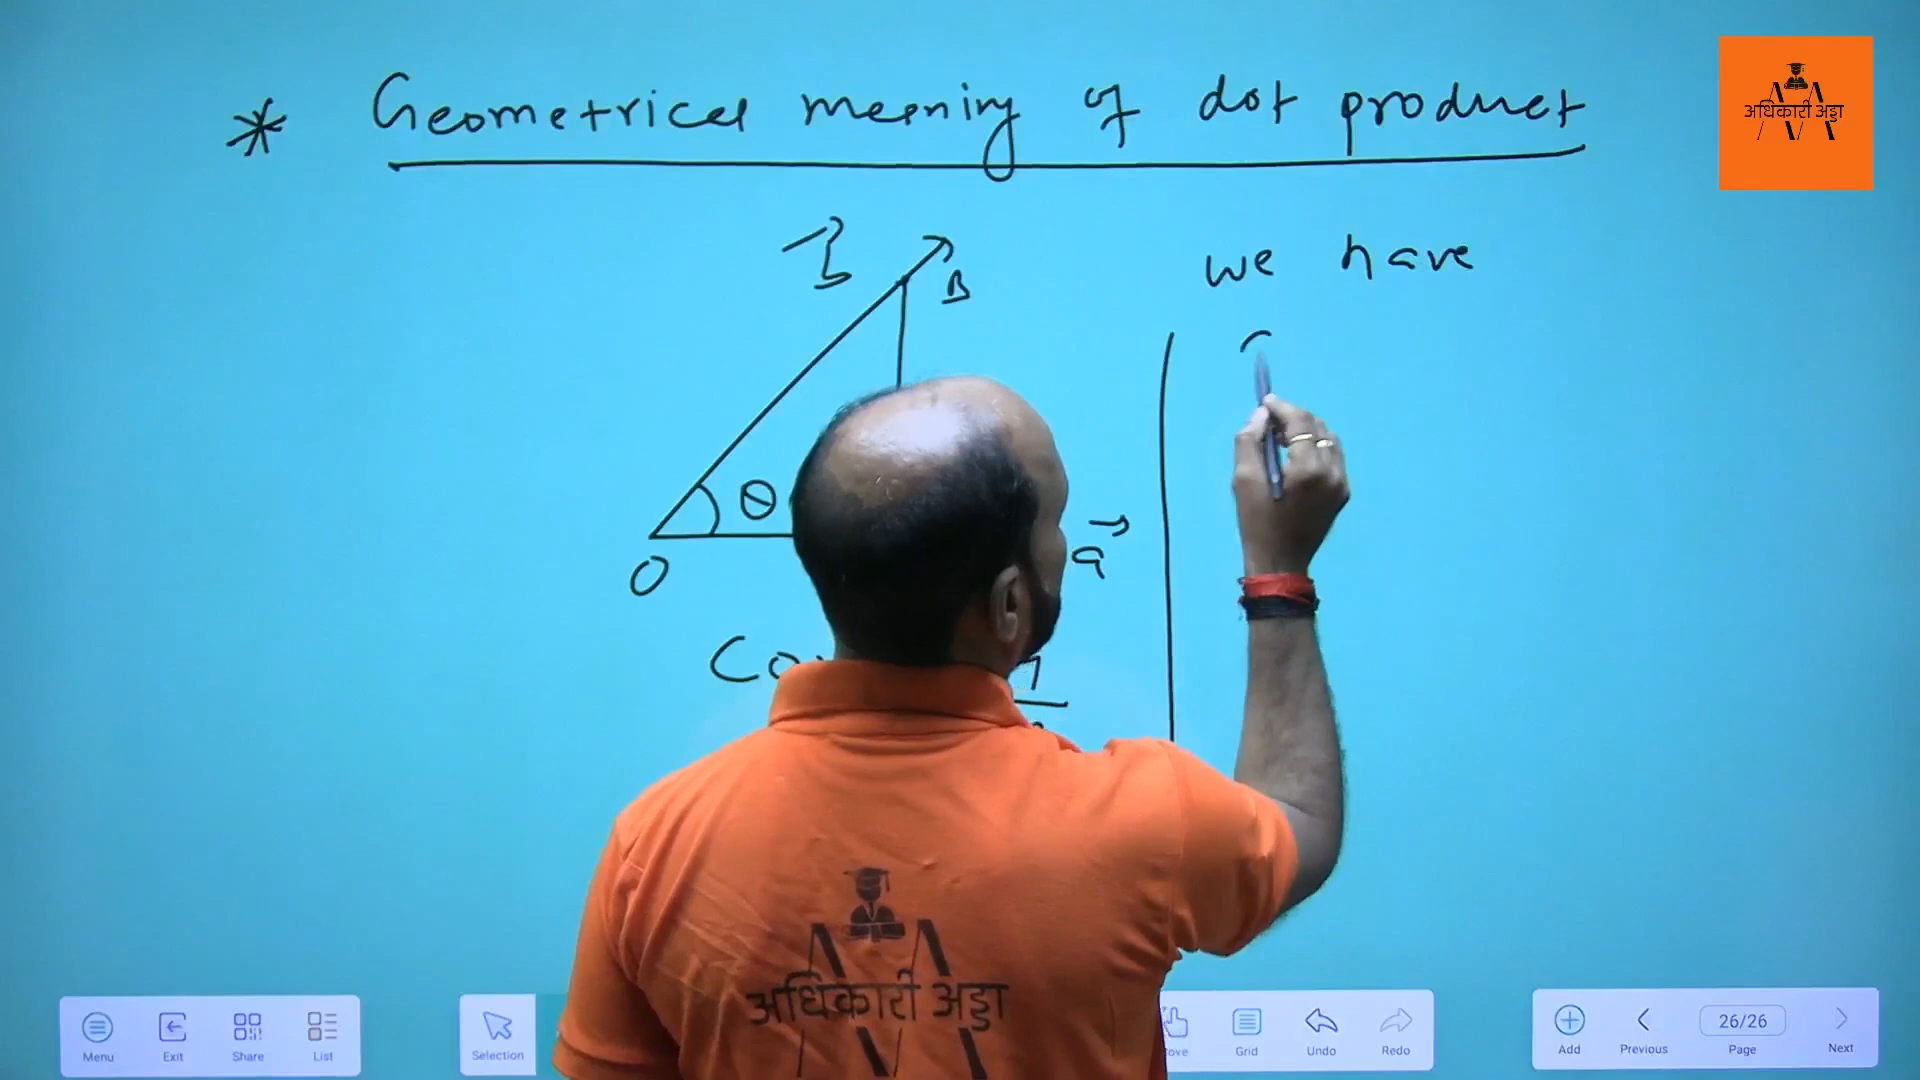 * Geometrical meaning of dot product
अधिकारी अड्डा
b
B
we have
θ
a
O
अधिकारी अड्डा
Menu
Exit
Share
List
Selection
Grid
Undo
Redo
Add
Previous
26/26
Page
Next